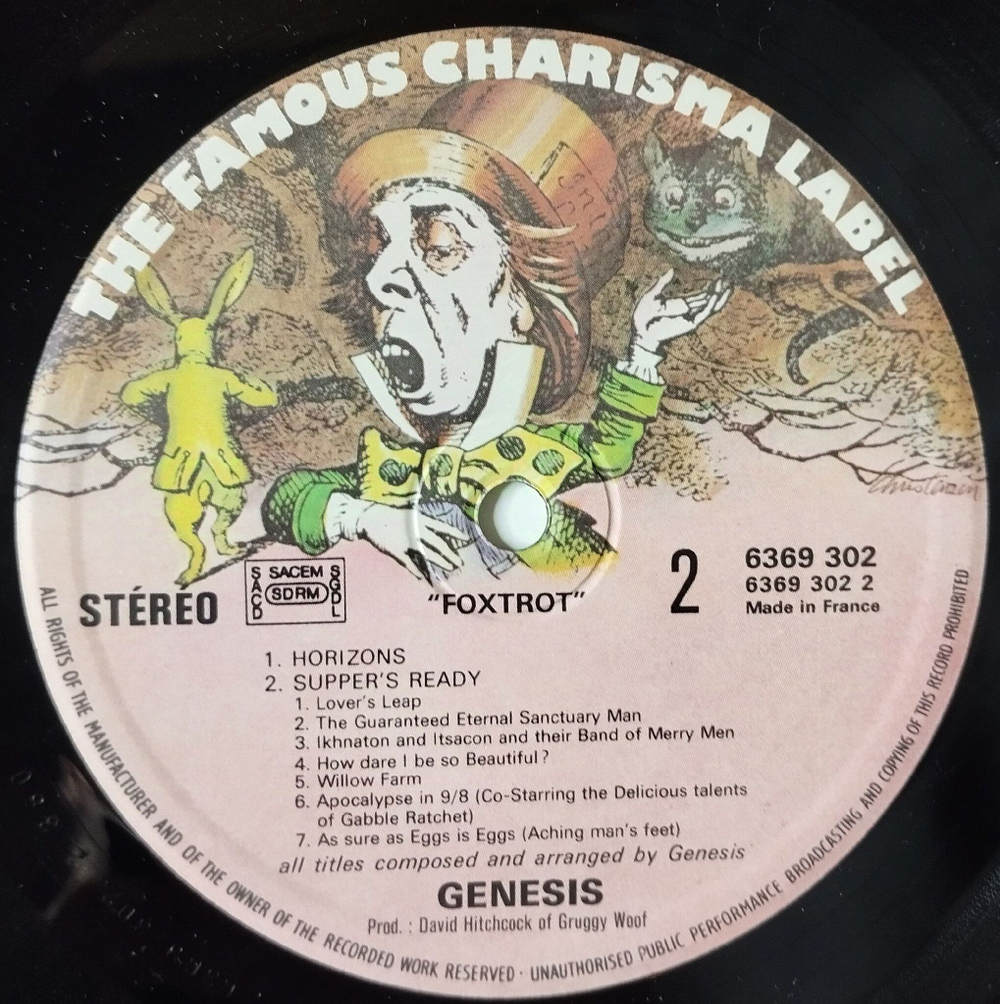 THE FAMOUS CHARISMA LABEL
Christensen
STÉRÉO
SACEM
SACD
SDRM
SGDL
"FOXTROT"
2
6369 302
6369 302 2
Made in France
1. HORIZONS
2. SUPPER'S READY
1. Lover's Leap
2. The Guaranteed Eternal Sanctuary Man
3. Ikhnaton and Itsacon and their Band of Merry Men
4. How dare I be so Beautiful?
5. Willow Farm
6. Apocalypse in 9/8 (Co-Starring the Delicious talents
of Gabble Ratchet)
7. As sure as Eggs is Eggs (Aching man's feet)
all titles composed and arranged by Genesis
GENESIS
Prod. : David Hitchcock of Gruggy Woof
ALL RIGHTS OF THE MANUFACTURER AND OF THE OWNER OF THE RECORDED WORK RESERVED · UNAUTHORISED PUBLIC PERFORMANCE BROADCASTING AND COPYING OF THIS RECORD PROHIBITED